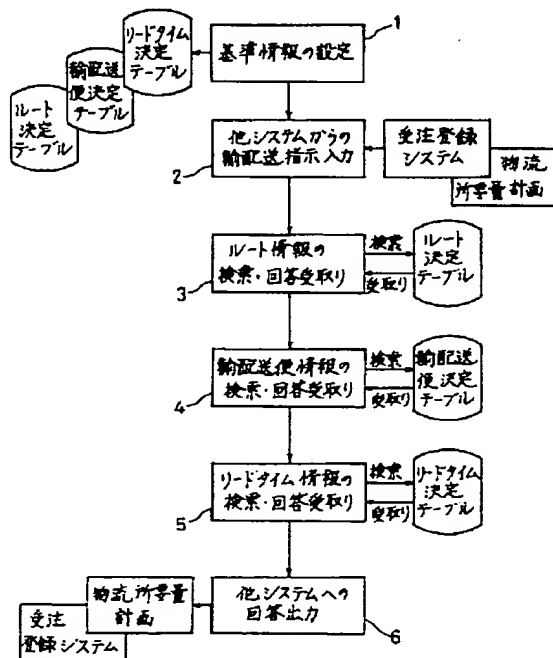 リードタイム
決定
テーブル
輸配送
便決定
テーブル
ルート
決定
テーブル
基準情報の設定
1
他システムからの
輸配送指示入力
2
受注登録
システム
物流
所要量計画
ルート情報の
検索・回答受取り
3
検索
受取り
ルート
決定
テーブル
輸配送便情報の
検索・回答受取り
4
検索
受取り
輸配送
便決定
テーブル
リードタイム情報の
検索・回答受取り
5
検索
受取り
リードタイム
決定
テーブル
他システムへの
回答出力
6
物流所要量
計画
受注
登録システム